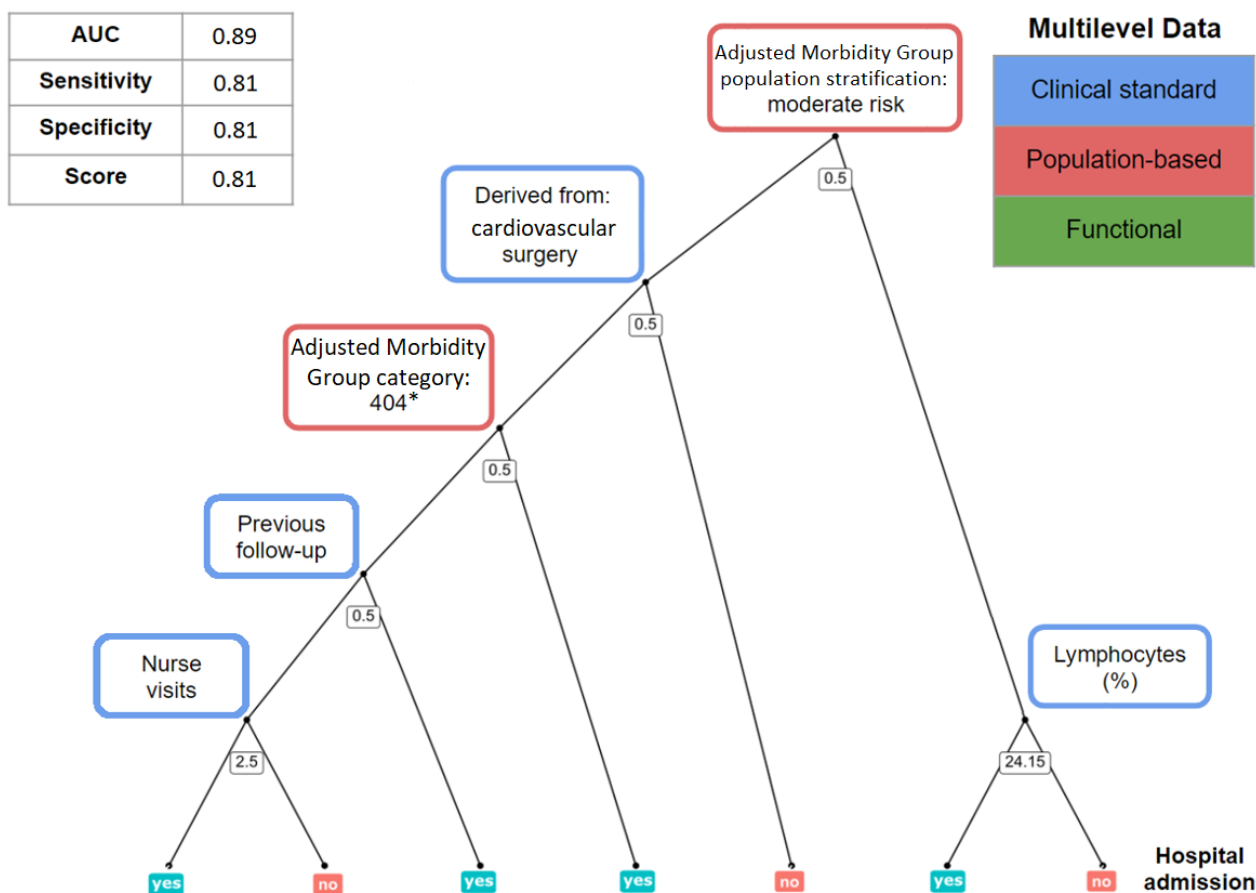 AUC 0.89
Sensitivity 0.81
Specificity 0.81
Score 0.81
Adjusted Morbidity Group
population stratification:
moderate risk
0.5
Multilevel Data
Clinical standard
Population-based
Functional
Derived from:
cardiovascular
surgery
0.5
Adjusted Morbidity
Group category:
404*
0.5
Previous
follow-up
0.5
Nurse
visits
2.5
Lymphocytes
(%)
24.15
yes
no
yes
yes
no
yes
no
Hospital
admission